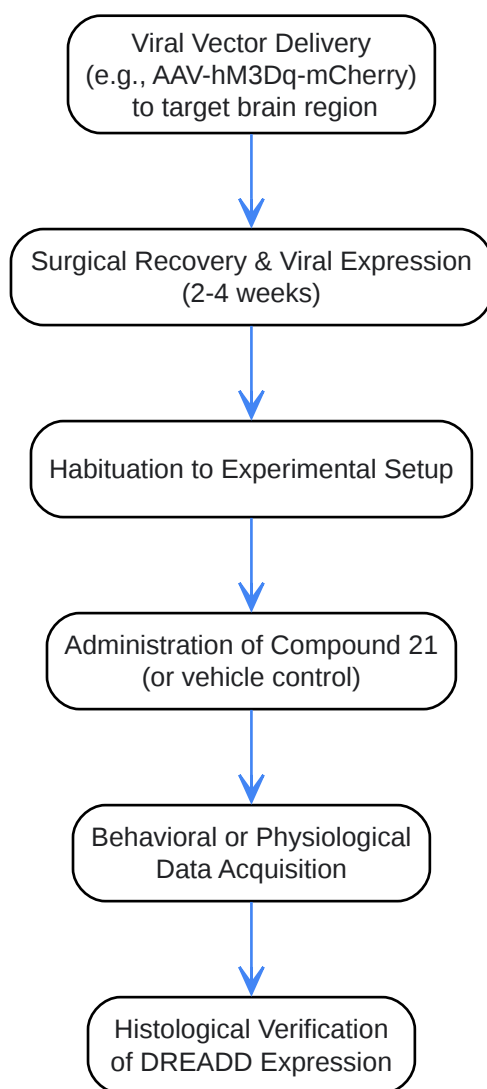 Viral Vector Delivery
(e.g., AAV-hM3Dq-mCherry)
to target brain region
Surgical Recovery & Viral Expression
(2-4 weeks)
Habituation to Experimental Setup
Administration of Compound 21
(or vehicle control)
Behavioral or Physiological
Data Acquisition
Histological Verification
of DREADD Expression